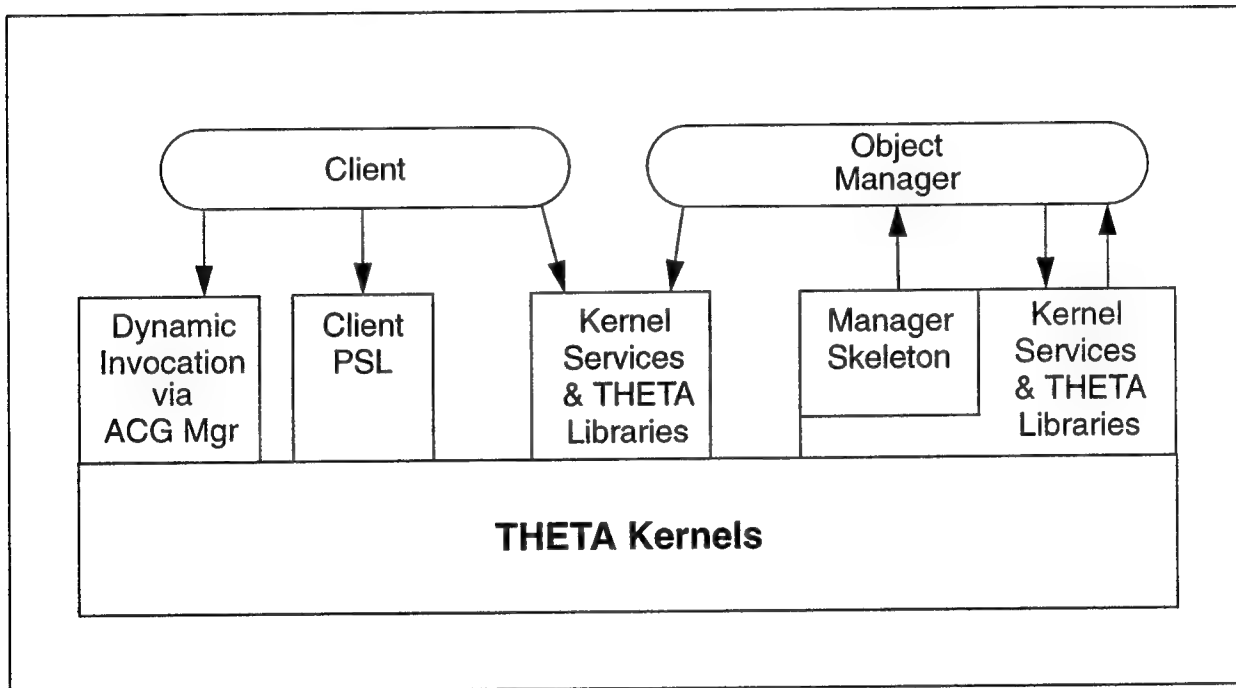 Client
Object
Manager
Dynamic
Invocation
via
ACG Mgr
Client
PSL
Kernel
Services
& THETA
Libraries
Manager
Skeleton
Kernel
Services
& THETA
Libraries
THETA Kernels